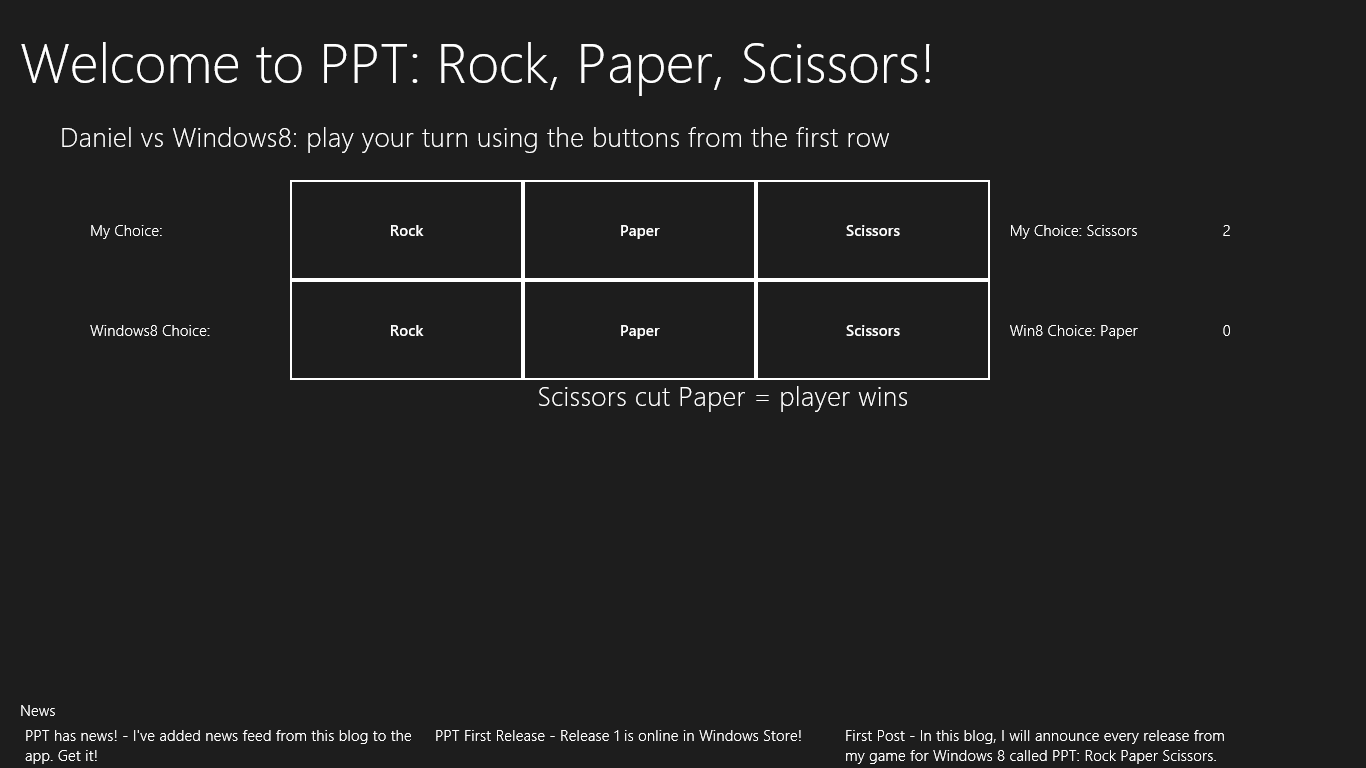 Welcome to PPT: Rock, Paper, Scissors!
Daniel vs Windows8: play your turn using the buttons from the first row
My Choice:
Rock
Paper
Scissors
My Choice: Scissors
2
Windows8 Choice:
Rock
Paper
Scissors
Win8 Choice: Paper
0
Scissors cut Paper = player wins
News
PPT has news! - I've added news feed from this blog to the
app. Get it!
PPT First Release - Release 1 is online in Windows Store!
First Post - In this blog, I will announce every release from
my game for Windows 8 called PPT: Rock Paper Scissors.